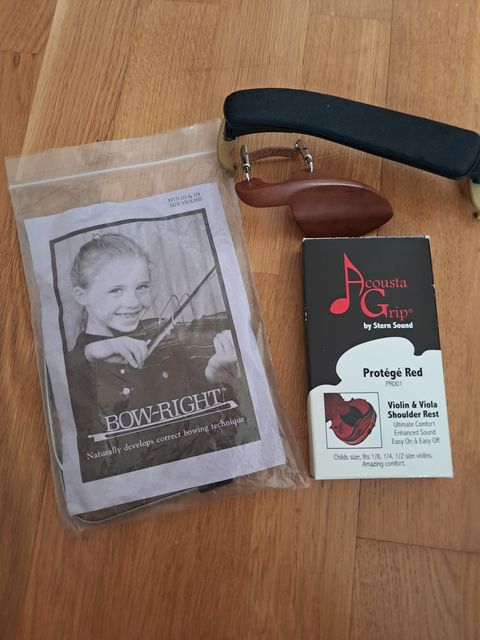 FITS 1/2 & 1/4
SIZE VIOLINS
BOW-RIGHT™
Naturally develops correct bowing technique
Acousta
Grip®
by Stern Sound
Protégé Red
PR001
Violin & Viola
Shoulder Rest
Ultimate Comfort
Enhanced Sound
Easy On & Easy Off
Childs size, fits 1/8, 1/4, 1/2 size violins.
Amazing comfort.